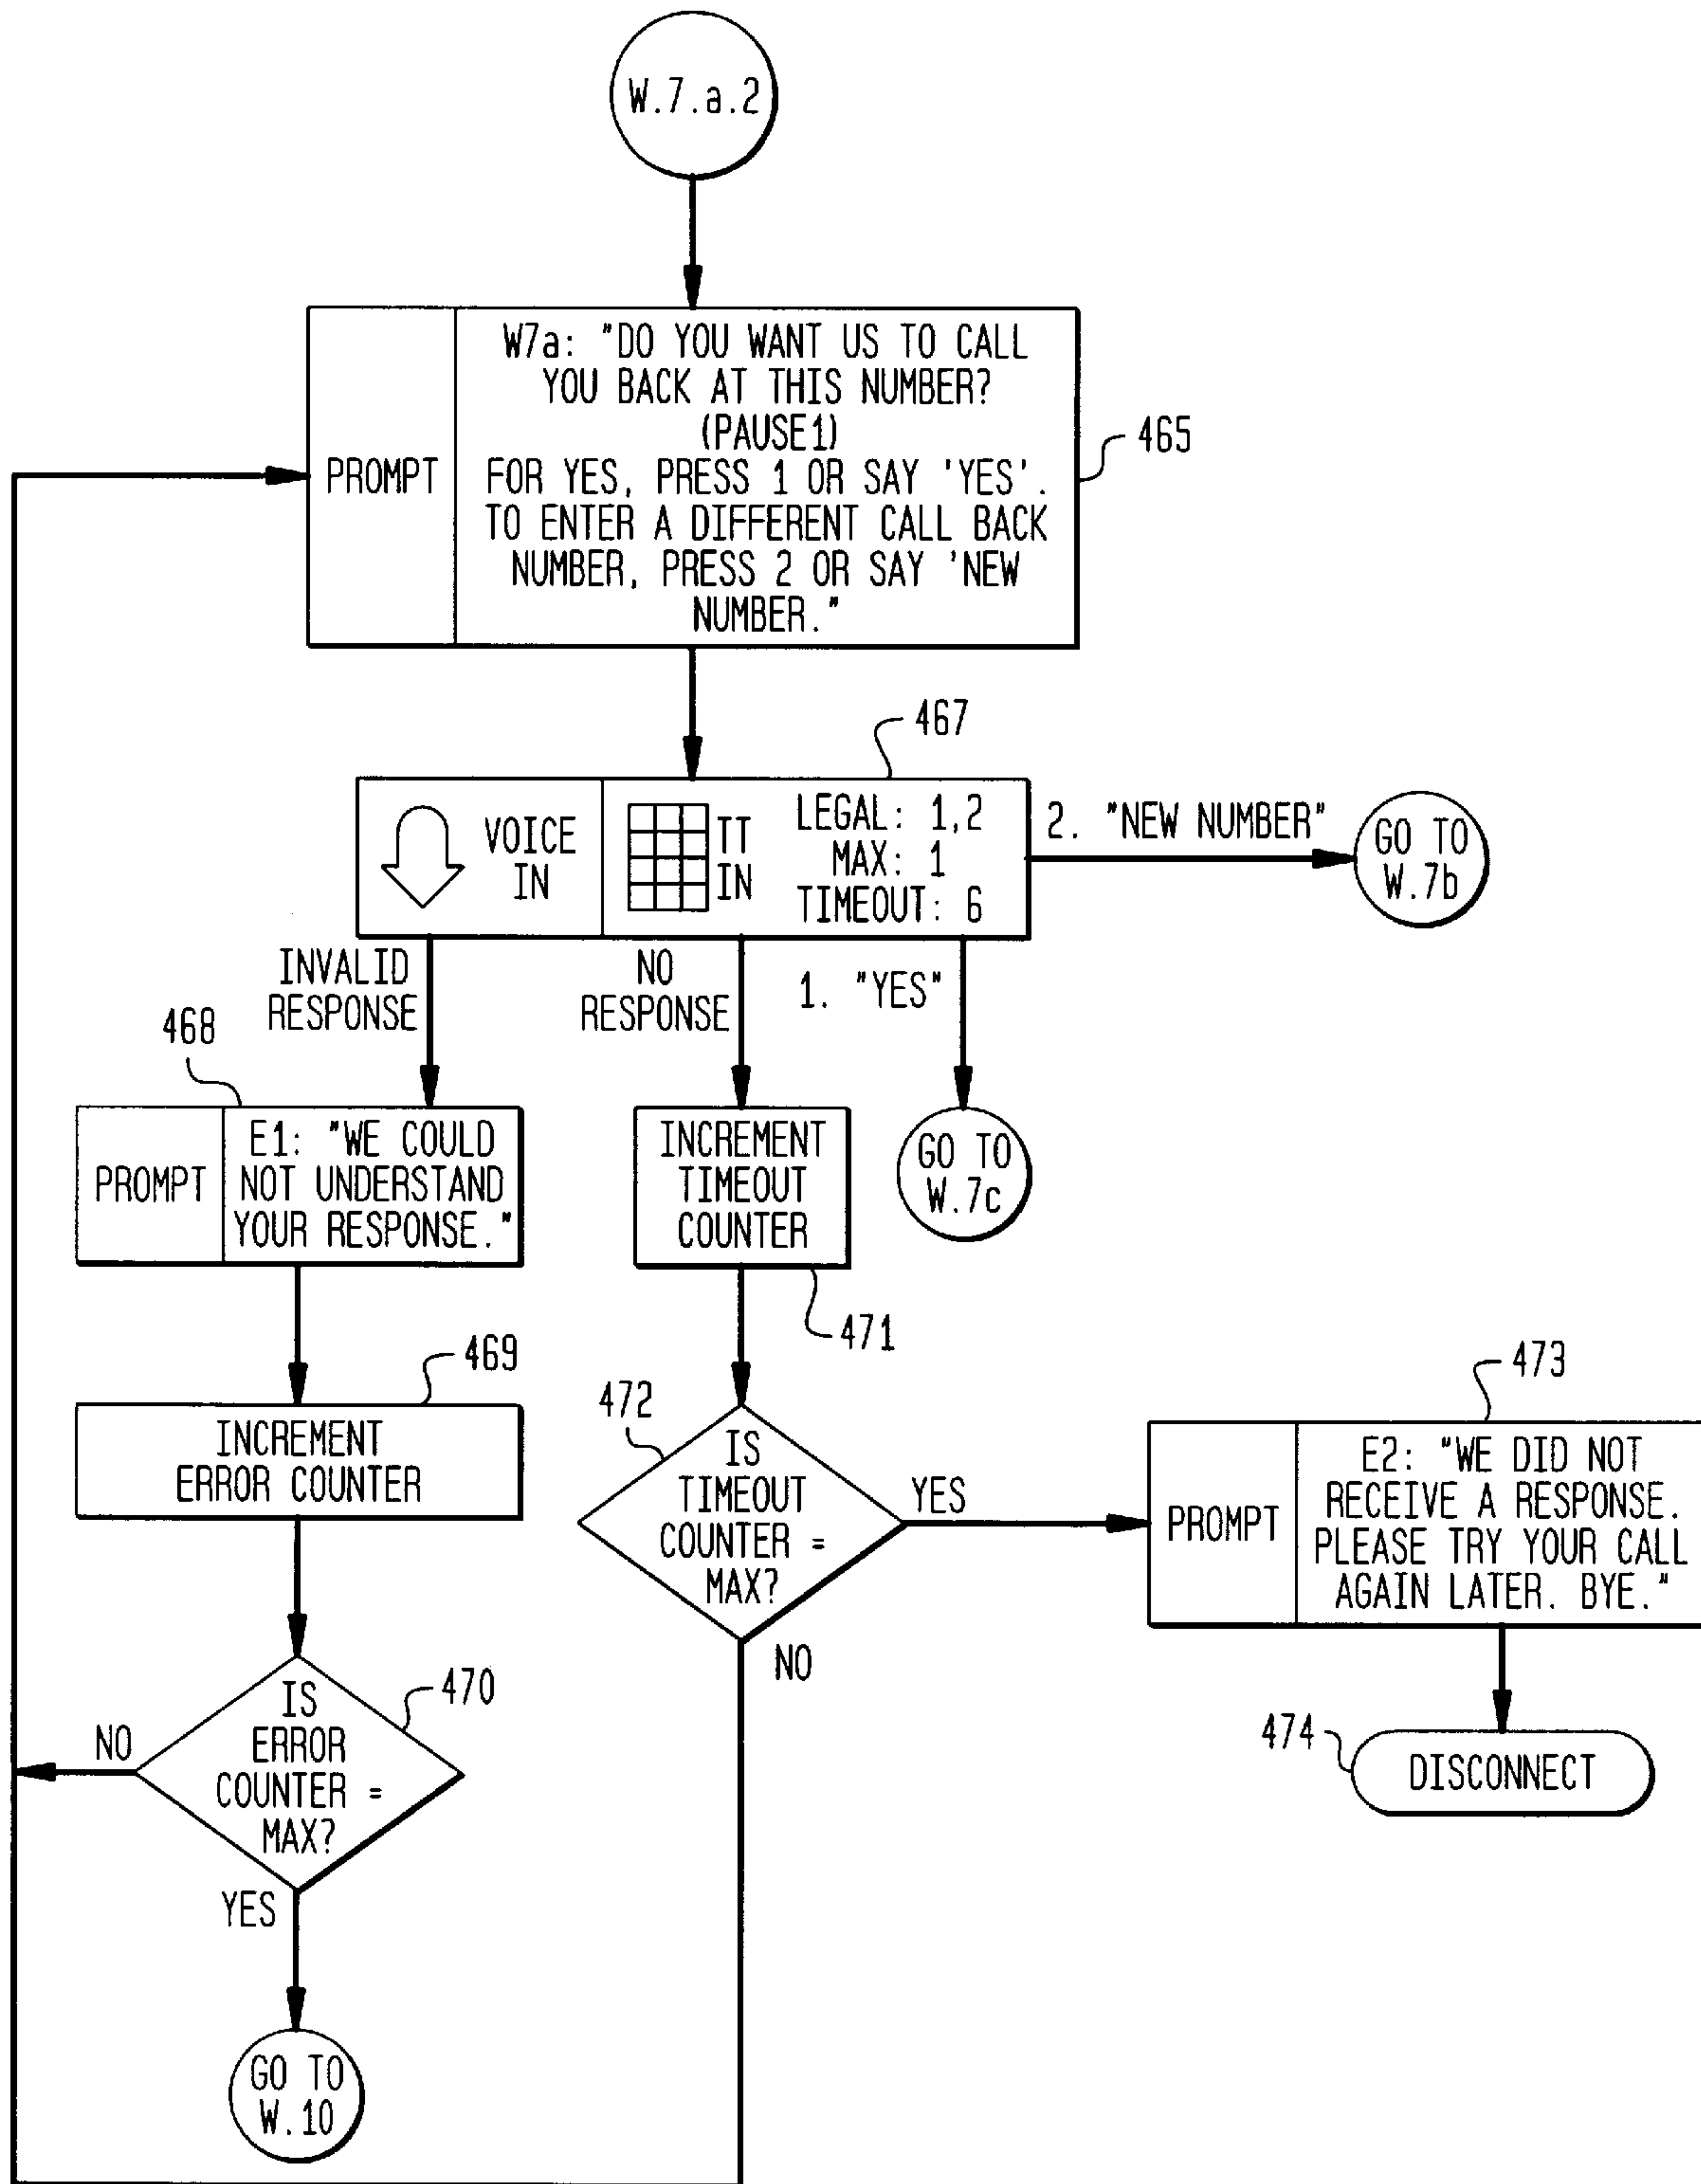 W.7.a.2
W7a: "DO YOU WANT US TO CALL
YOU BACK AT THIS NUMBER?
(PAUSE1)
PROMPT
FOR YES, PRESS 1 OR SAY 'YES'.
TO ENTER A DIFFERENT CALL BACK
NUMBER, PRESS 2 OR SAY 'NEW
NUMBER."
465
467
VOICE
IN
TT
IN
LEGAL: 1,2
MAX: 1
TIMEOUT: 6
2. "NEW NUMBER"
GO TO
W.7b
INVALID
RESPONSE
NO
RESPONSE
1. "YES"
468
PROMPT
E1: "WE COULD
NOT UNDERSTAND
YOUR RESPONSE."
INCREMENT
TIMEOUT
COUNTER
GO TO
W.7c
471
469
INCREMENT
ERROR COUNTER
472
IS
TIMEOUT
COUNTER =
MAX?
YES
NO
473
PROMPT
E2: "WE DID NOT
RECEIVE A RESPONSE.
PLEASE TRY YOUR CALL
AGAIN LATER. BYE."
470
IS
ERROR
COUNTER =
MAX?
NO
YES
474
DISCONNECT
GO TO
W.10